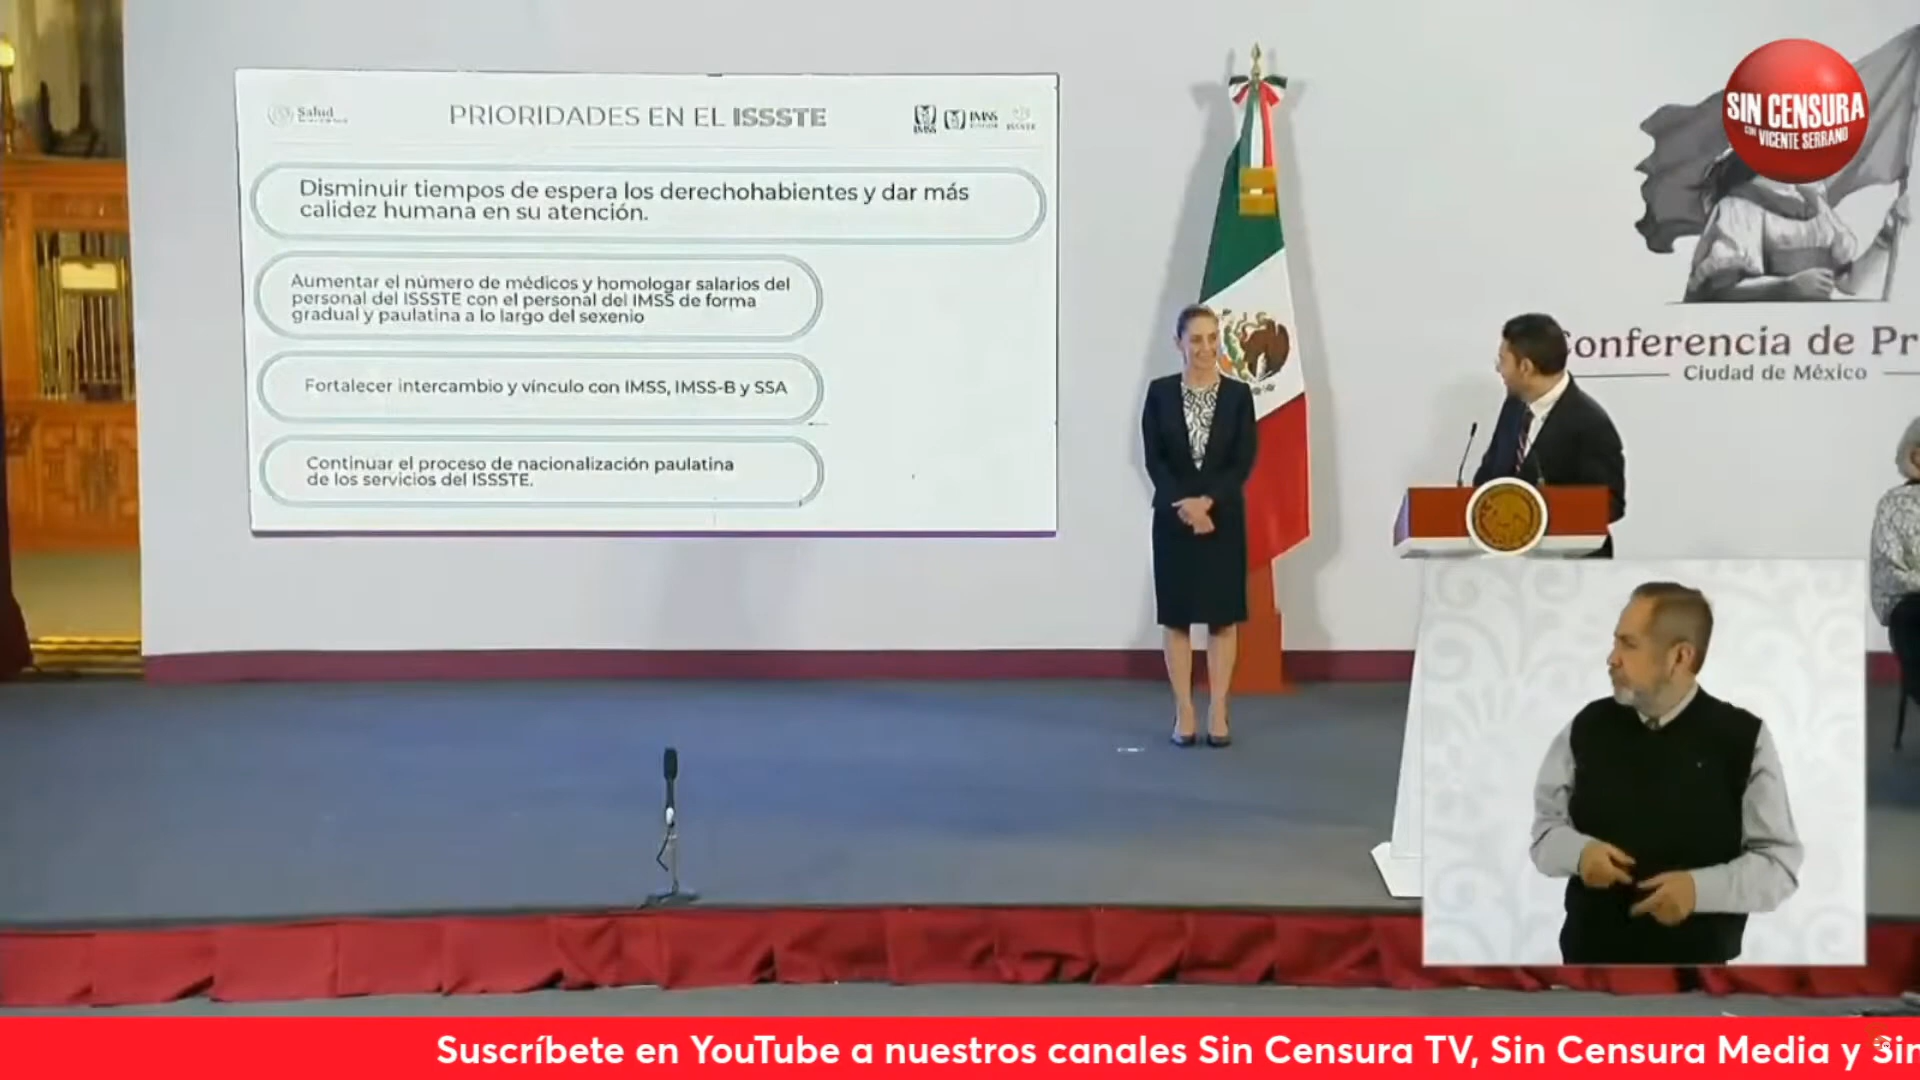 Salud
PRIORIDADES EN EL ISSSTE
IMSS
IMSS
ISSSTE
Disminuir tiempos de espera los derechohabientes y dar más
calidez humana en su atención.
Aumentar el número de médicos y homologar salarios del
personal del ISSSTE con el personal del IMSS de forma
gradual y paulatina a lo largo del sexenio
Fortalecer intercambio y vínculo con IMSS, IMSS-B y SSA
Continuar el proceso de nacionalización paulatina
de los servicios del ISSSTE.
SIN CENSURA
CON VICENTE SERRANO
Conferencia de Pr
Ciudad de México
Suscríbete en YouTube a nuestros canales Sin Censura TV, Sin Censura Media y Sin